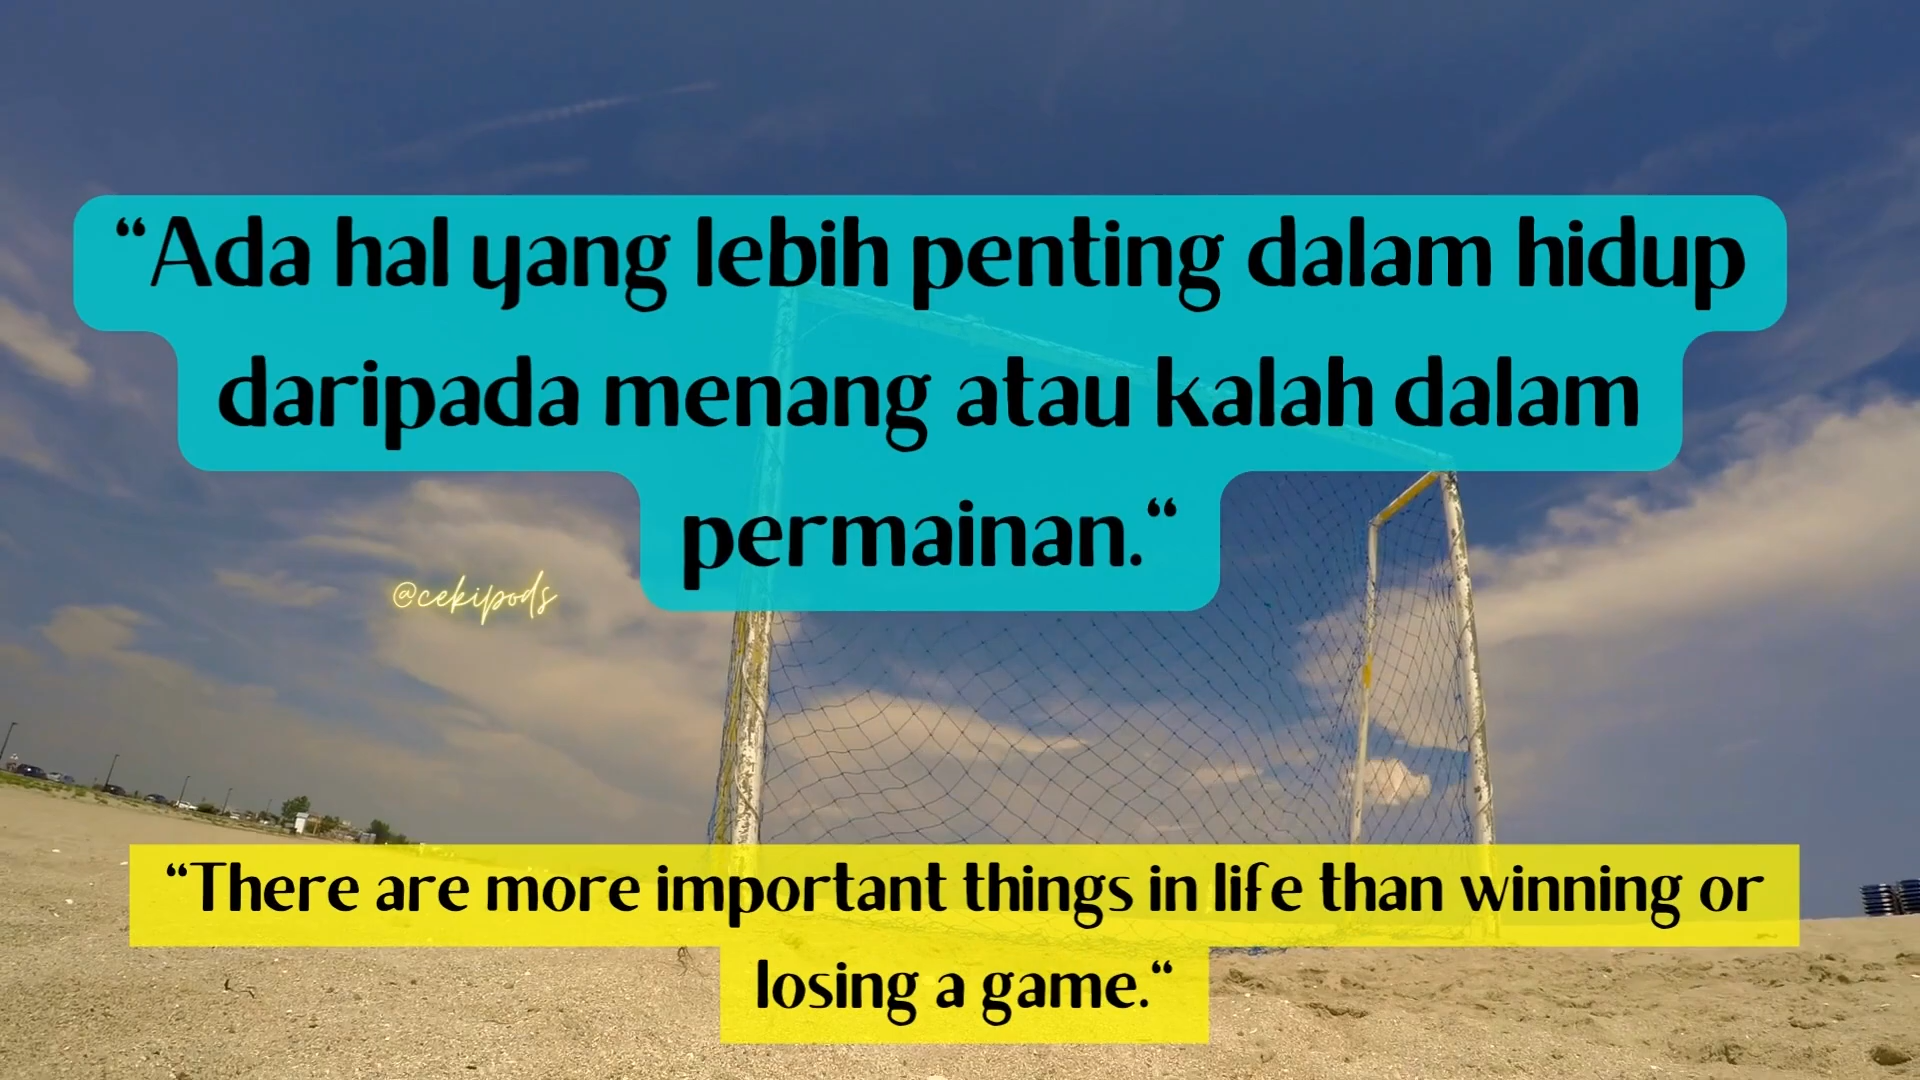 “Ada hal yang lebih penting dalam hidup
daripada menang atau kalah dalam
permainan.“
@cekipods
“There are more important things in life than winning or
losing a game.“